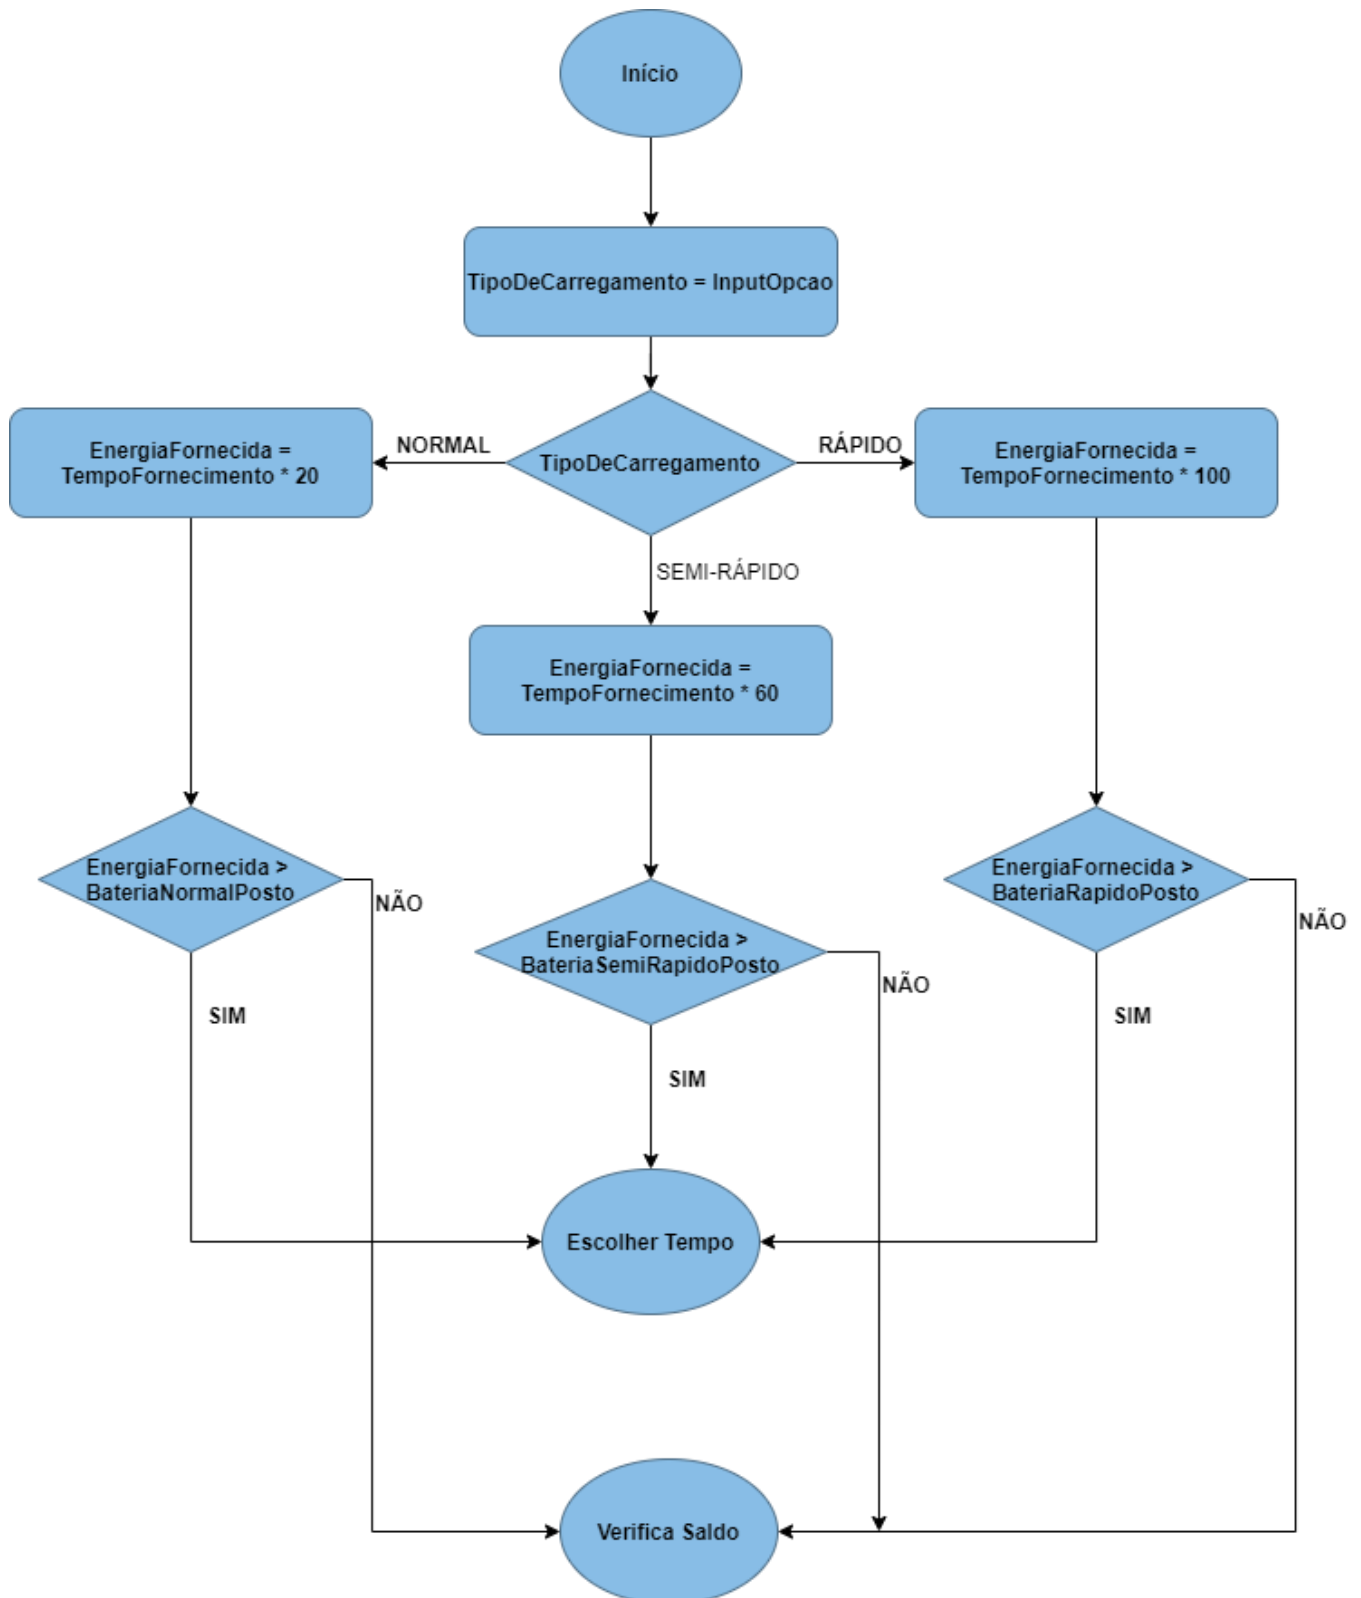 Início
TipoDeCarregamento = InputOpcao
EnergiaFornecida =
TempoFornecimento * 20
NORMAL
TipoDeCarregamento
RÁPIDO
EnergiaFornecida =
TempoFornecimento * 100
SEMI-RÁPIDO
EnergiaFornecida =
TempoFornecimento * 60
EnergiaFornecida >
BateriaNormalPosto
NÃO
EnergiaFornecida >
BateriaSemiRapidoPosto
NÃO
EnergiaFornecida >
BateriaRapidoPosto
NÃO
SIM
SIM
SIM
Escolher Tempo
Verifica Saldo